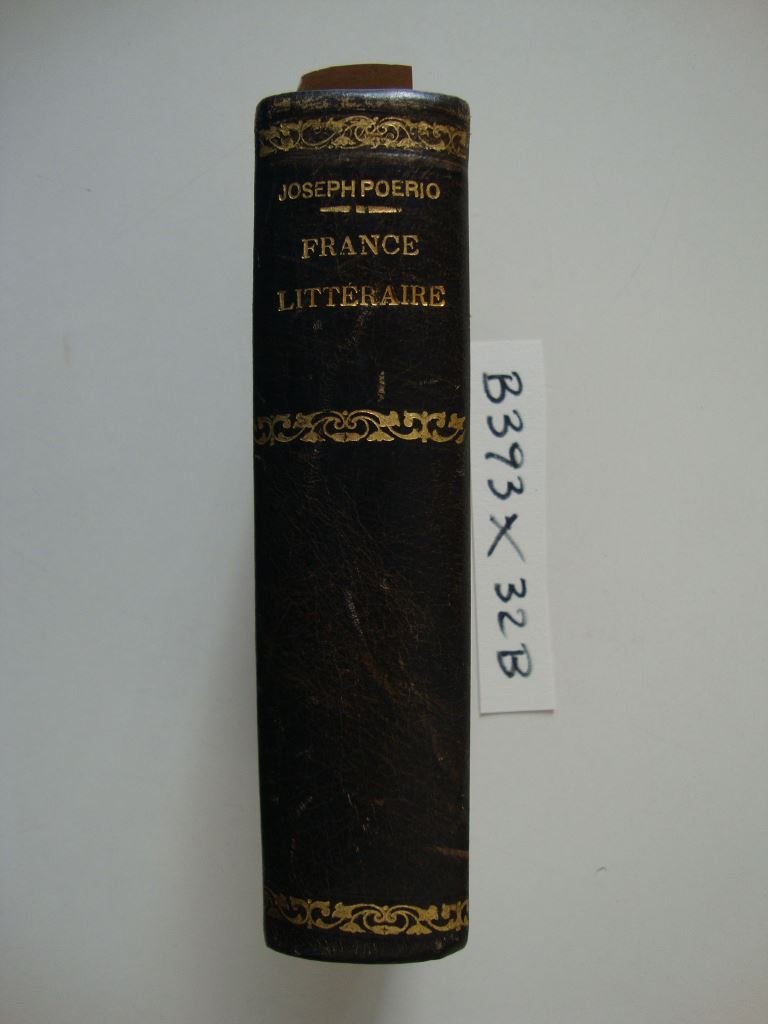 JOSEPH POERIO
FRANCE
LITTÉRAIRE
B393X32B